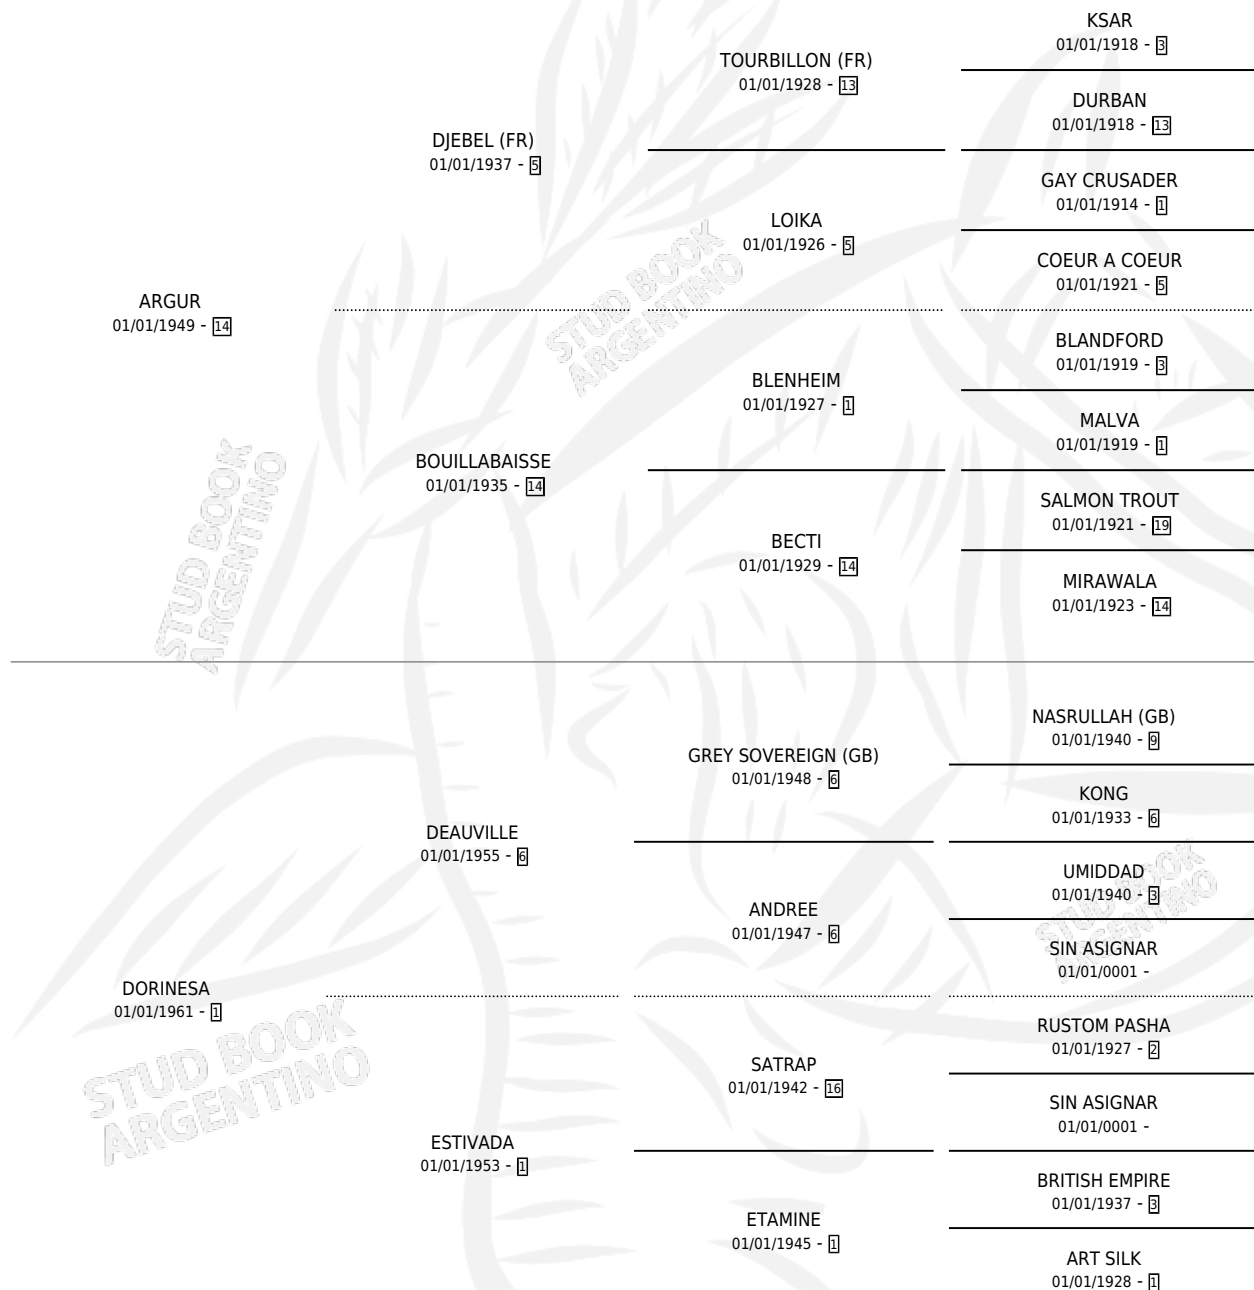 KSAR
01/01/1918 - 3
TOURBILLON (FR)
01/01/1928 - 13
DURBAN
01/01/1918 - 13
DJEBEL (FR)
01/01/1937 - 5
GAY CRUSADER
01/01/1914 - 1
LOIKA
01/01/1926 - 5
COEUR A COEUR
01/01/1921 - 5
ARGUR
01/01/1949 - 14
BLANDFORD
01/01/1919 - 3
BLENHEIM
01/01/1927 - 1
MALVA
01/01/1919 - 1
BOUILLABAISSE
01/01/1935 - 14
SALMON TROUT
01/01/1921 - 19
BECTI
01/01/1929 - 14
MIRAWALA
01/01/1923 - 14
NASRULLAH (GB)
01/01/1940 - 9
GREY SOVEREIGN (GB)
01/01/1948 - 6
KONG
01/01/1933 - 6
DEAUVILLE
01/01/1955 - 6
UMIDDAD
01/01/1940 - 3
ANDREE
01/01/1947 - 6
SIN ASIGNAR
01/01/0001 -
DORINESA
01/01/1961 - 1
RUSTOM PASHA
01/01/1927 - 2
SATRAP
01/01/1942 - 16
SIN ASIGNAR
01/01/0001 -
ESTIVADA
01/01/1953 - 1
BRITISH EMPIRE
01/01/1937 - 3
ETAMINE
01/01/1945 - 1
ART SILK
01/01/1928 - 1
STUD BOOK
ARGENTINO
STUD BOOK
ARGENTINO
STUD BOOK
ARGENTINO
STUD BOOK
ARGENTINO